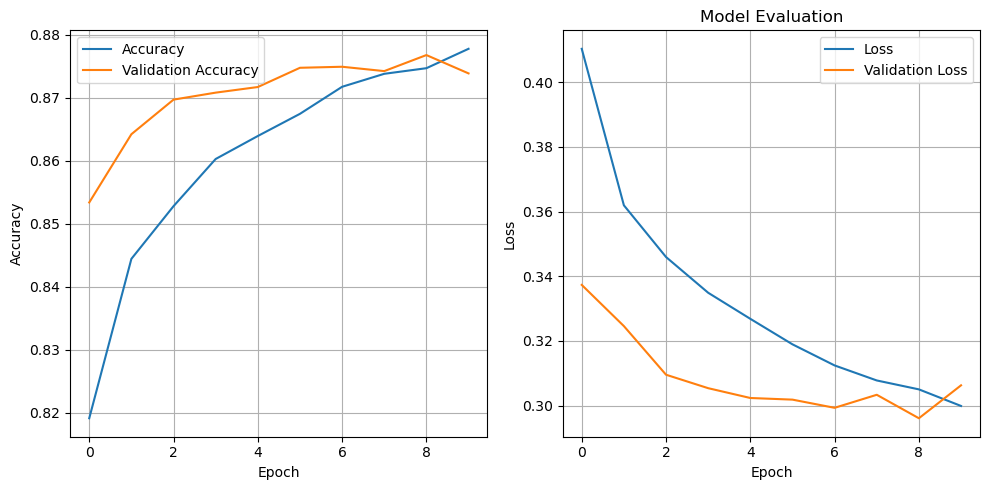 Accuracy
Validation Accuracy
0.88
0.87
0.86
0.85
0.84
0.83
0.82
Accuracy
0 2 4 6 8
Epoch
Model Evaluation
Loss
Validation Loss
0.40
0.38
0.36
0.34
0.32
0.30
Loss
0 2 4 6 8
Epoch